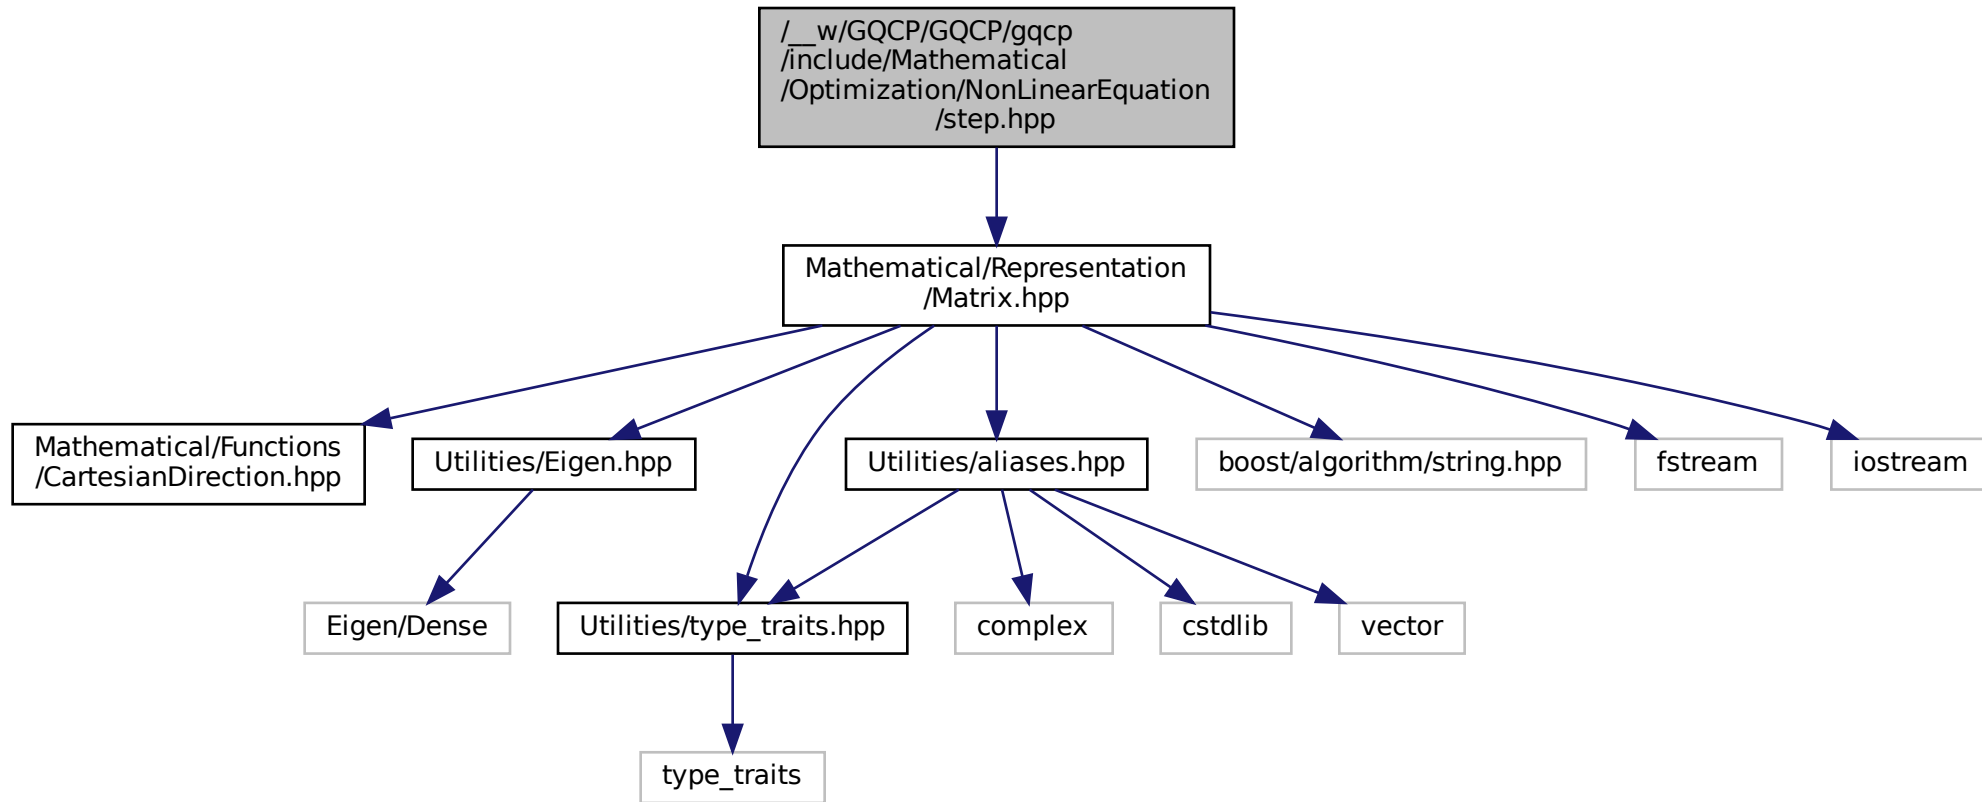 /__w/GQCP/GQCP/gqcp
/include/Mathematical
/Optimization/NonLinearEquation
/step.hpp
Mathematical/Representation
/Matrix.hpp
Mathematical/Functions
/CartesianDirection.hpp
Utilities/Eigen.hpp
Utilities/aliases.hpp
boost/algorithm/string.hpp
fstream
iostream
Eigen/Dense
Utilities/type_traits.hpp
complex
cstdlib
vector
type_traits